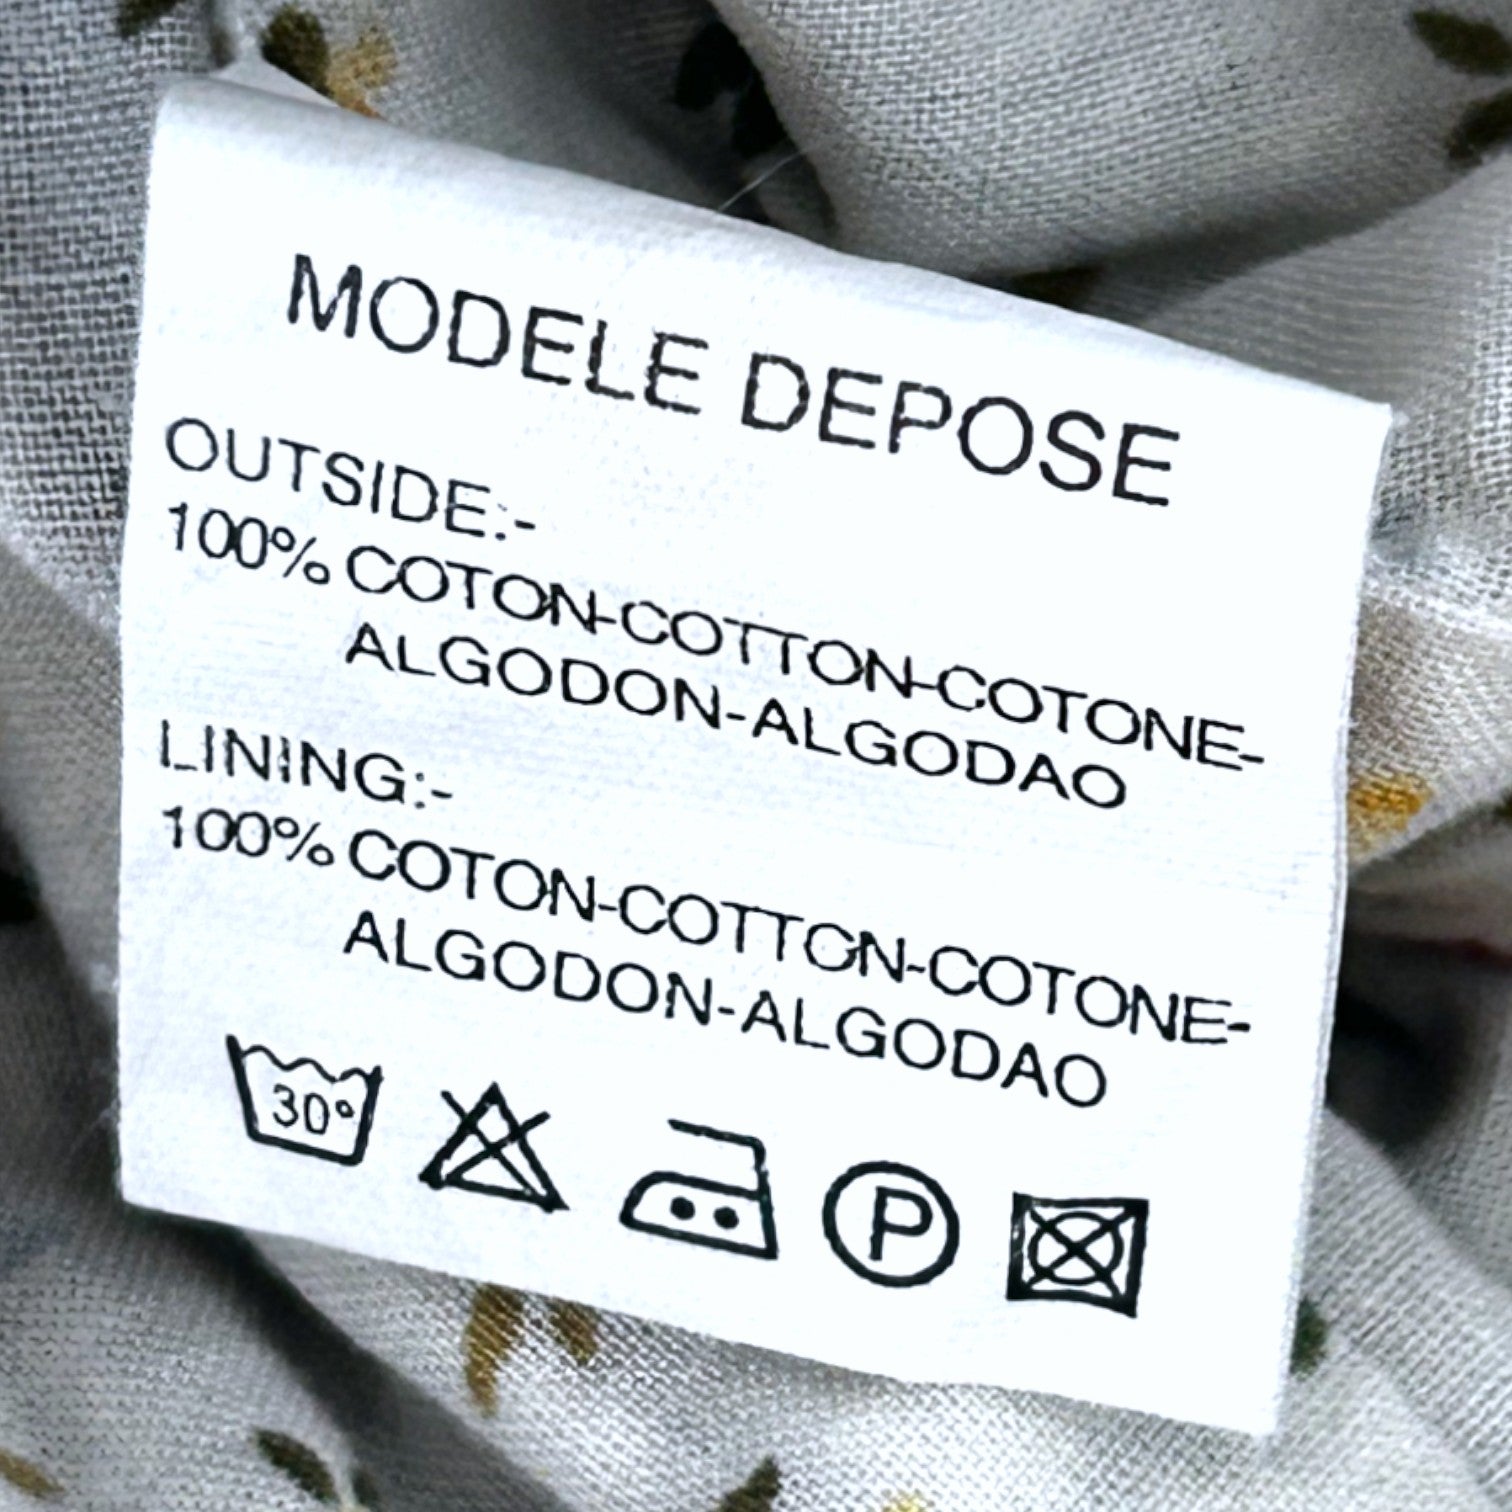 MODELE DEPOSE
OUTSIDE:-
100% COTON-COTTON-COTONE-
ALGODON-ALGODAO
LINING:-
100% COTON-COTTON-COTONE-
ALGODON-ALGODAO
30° P